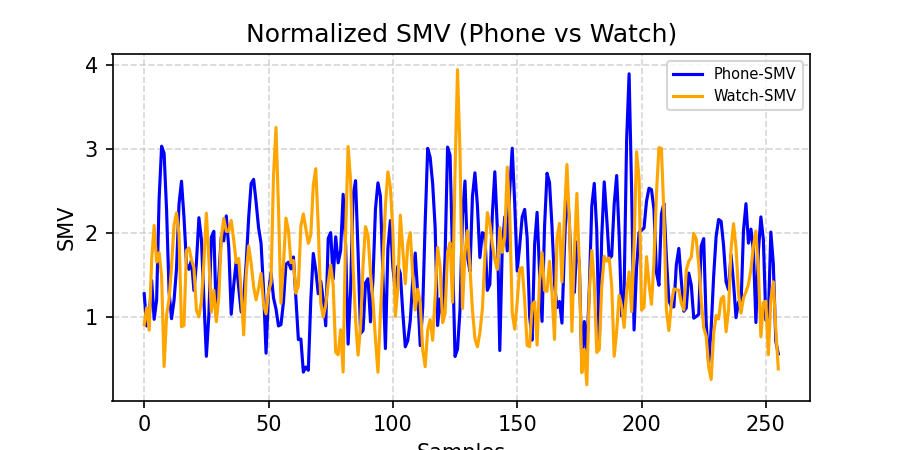 Normalized SMV (Phone vs Watch)
Phone-SMV
Watch-SMV
SMV
4
3
2
1
0 50 100 150 200 250
Samples